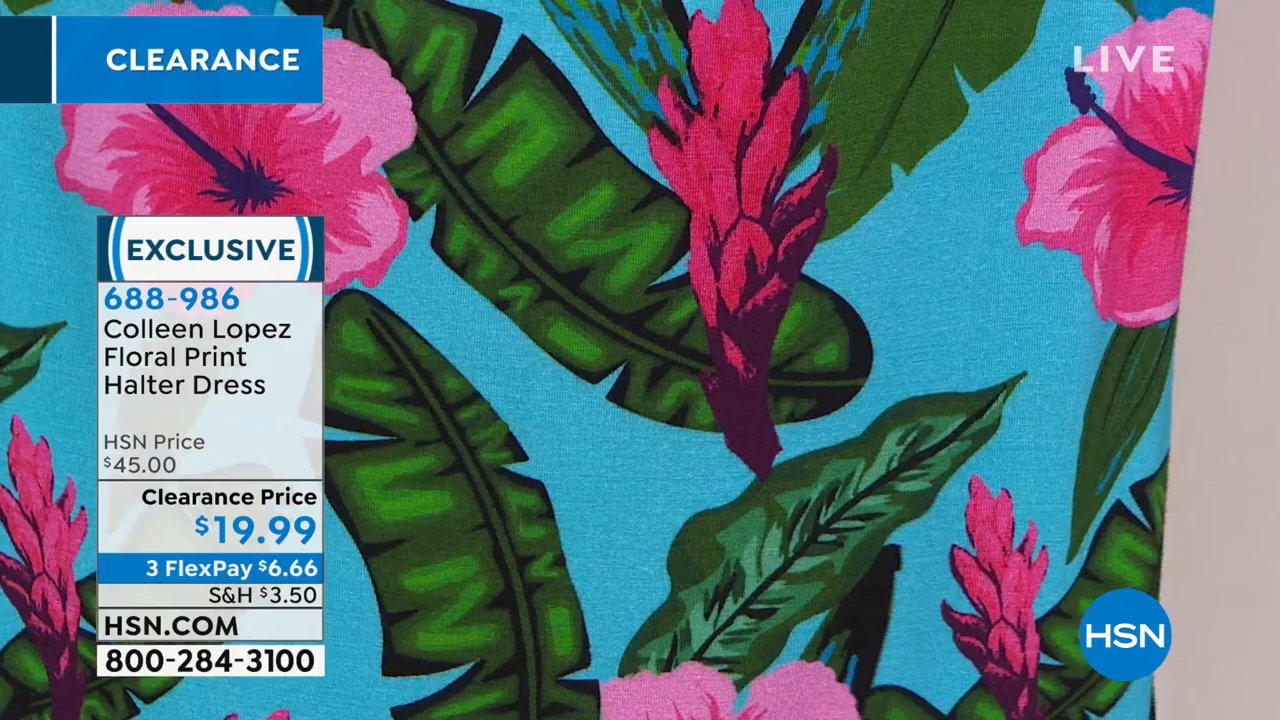 CLEARANCE
LIVE
EXCLUSIVE
688-986
Colleen Lopez
Floral Print
Halter Dress
HSN Price
$45.00
Clearance Price
$19.99
3 FlexPay $6.66
S&H $3.50
HSN.COM
800-284-3100
HSN